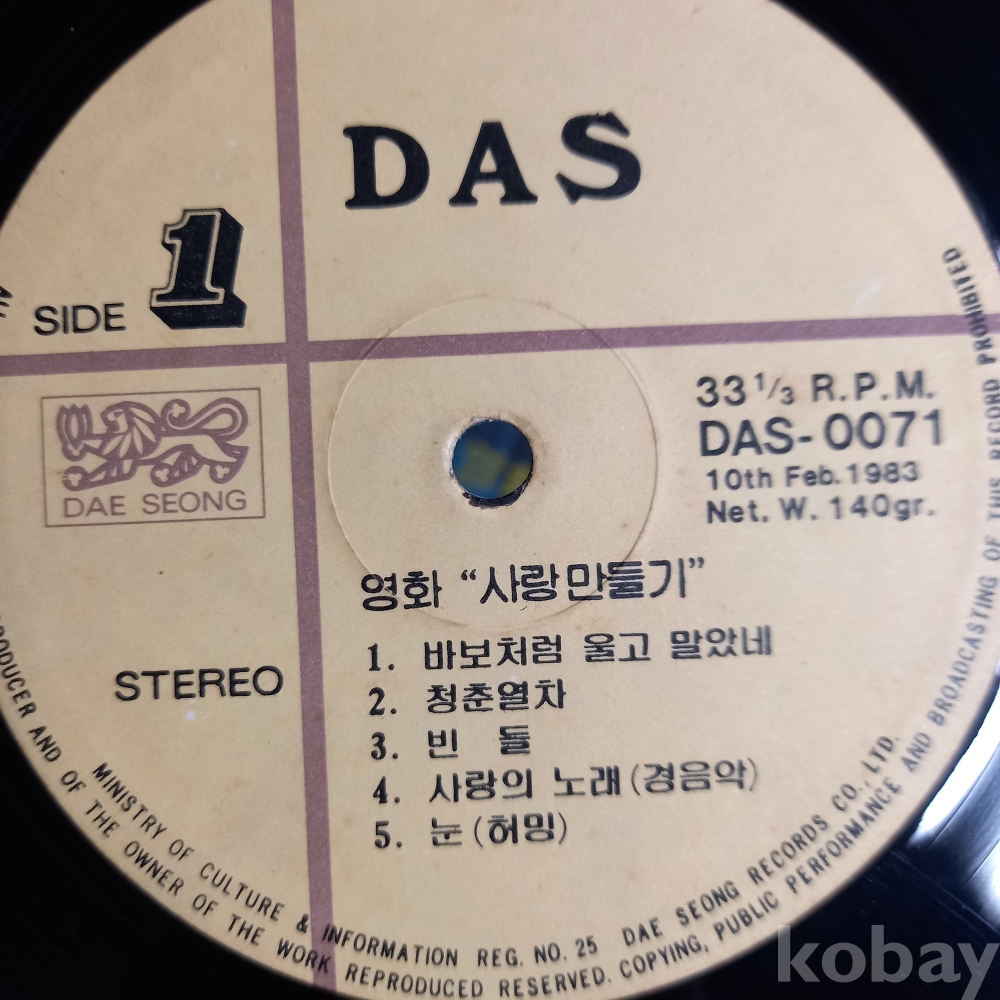 DAS
SIDE 1
DAE SEONG
33 1/3 R.P.M.
DAS-0071
10th Feb. 1983
Net. W. 140gr.
영화 “사랑만들기”
STEREO
1. 바보처럼 울고 말았네
2. 청춘열차
3. 빈 들
4. 사랑의 노래(경음악)
5. 눈(허밍)
MINISTRY OF CULTURE & INFORMATION REG. NO. 25 DAE SEONG RECORDS CO., LTD.
PRODUCER AND OF THE OWNER OF THE WORK REPRODUCED RESERVED. COPYING, PUBLIC PERFORMANCE AND BROADCASTING OF THIS RECORD PROHIBITED
kobay